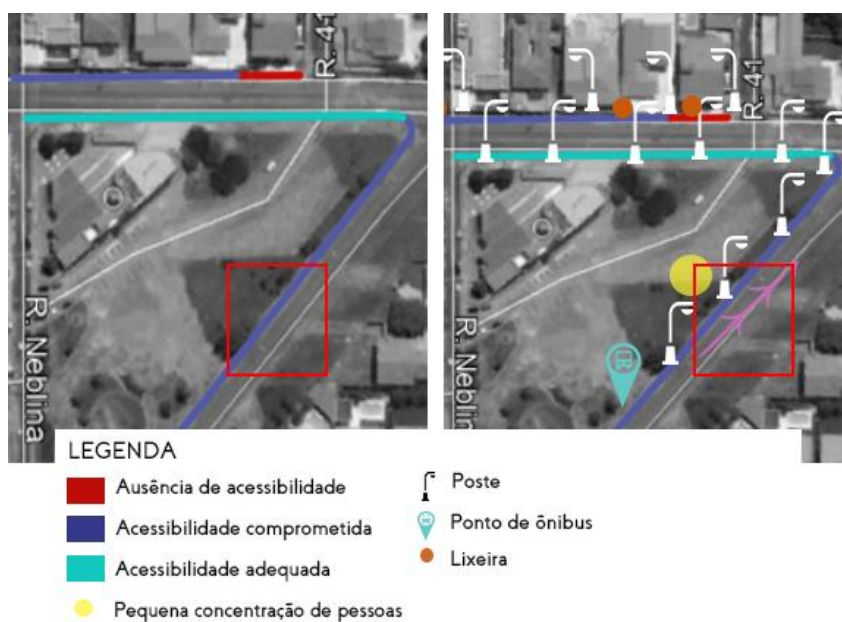 R. 41
R. Neblina
R. 41
R. Neblina
LEGENDA
Ausência de acessibilidade
Acessibilidade comprometida
Acessibilidade adequada
Pequena concentração de pessoas
Poste
Ponto de ônibus
Lixeira